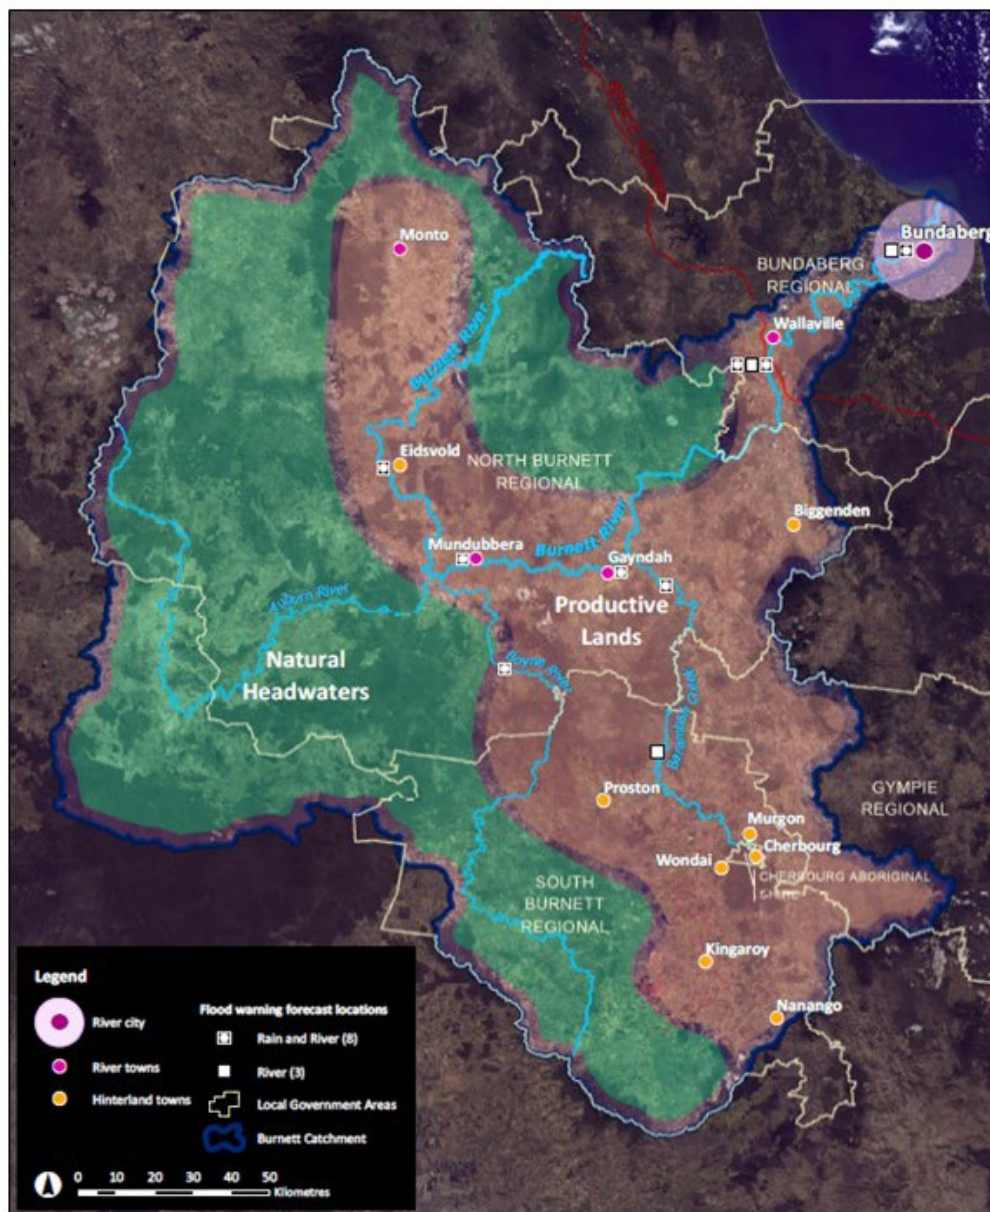 Bundaberg
BUNDABERG
REGIONAL
Monto
Burnett River
Wallaville
Eidsvold
NORTH BURNETT
REGIONAL
Biggenden
Burnett River
Mundubbera
Gayndah
Auburn River
Productive
Lands
Natural
Headwaters
Boyne River
Barambah Creek
Proston
GYMPIE
REGIONAL
Murgon
Cherbourg
Wondai
CHERBOURG ABORIGINAL
SHIRE
SOUTH
BURNETT
REGIONAL
Kingaroy
Nanango
Legend
River city
River towns
Hinterland towns
Flood warning forecast locations
Rain and River (8)
River (3)
Local Government Areas
Burnett Catchment
0 10 20 30 40 50
Kilometres